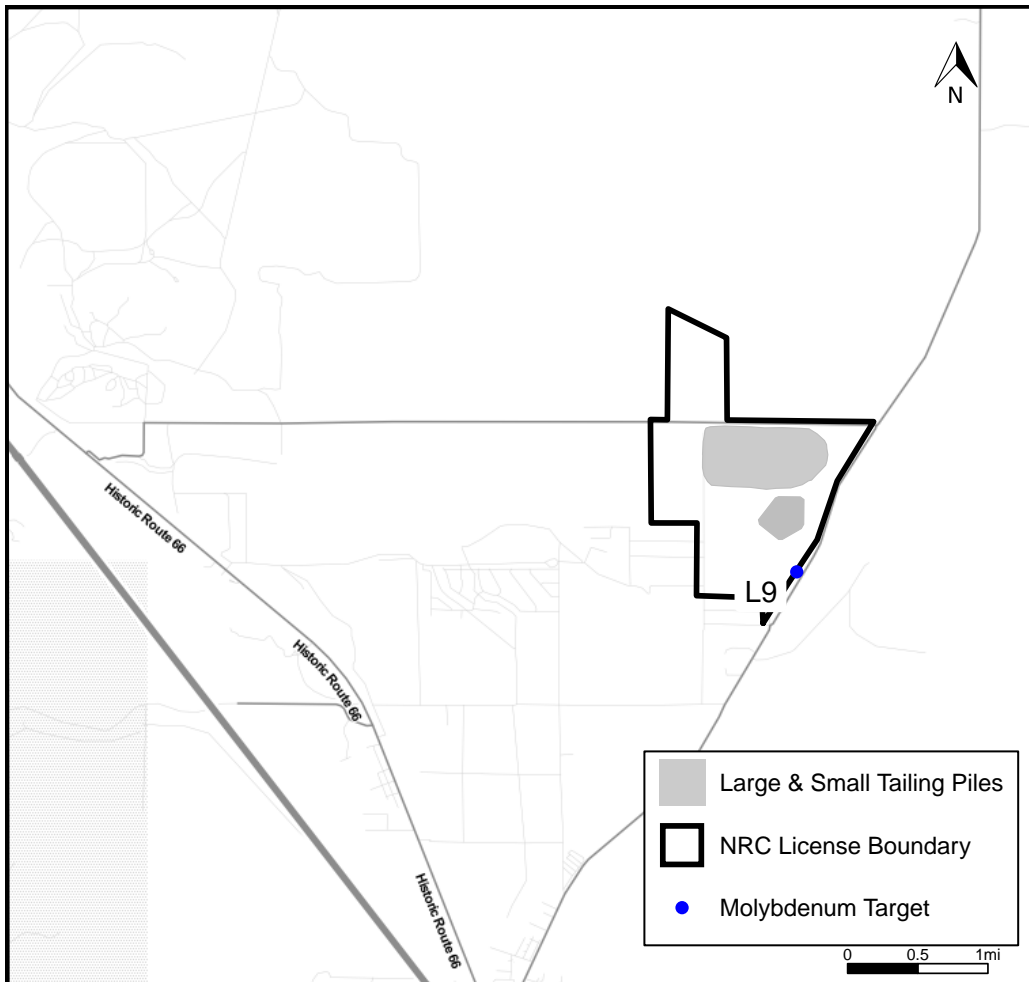 N
Historic Route 66
L9
Historic Route 66
Large & Small Tailing Piles
NRC License Boundary
Historic Route 66
Molybdenum Target
0 0.5 1mi